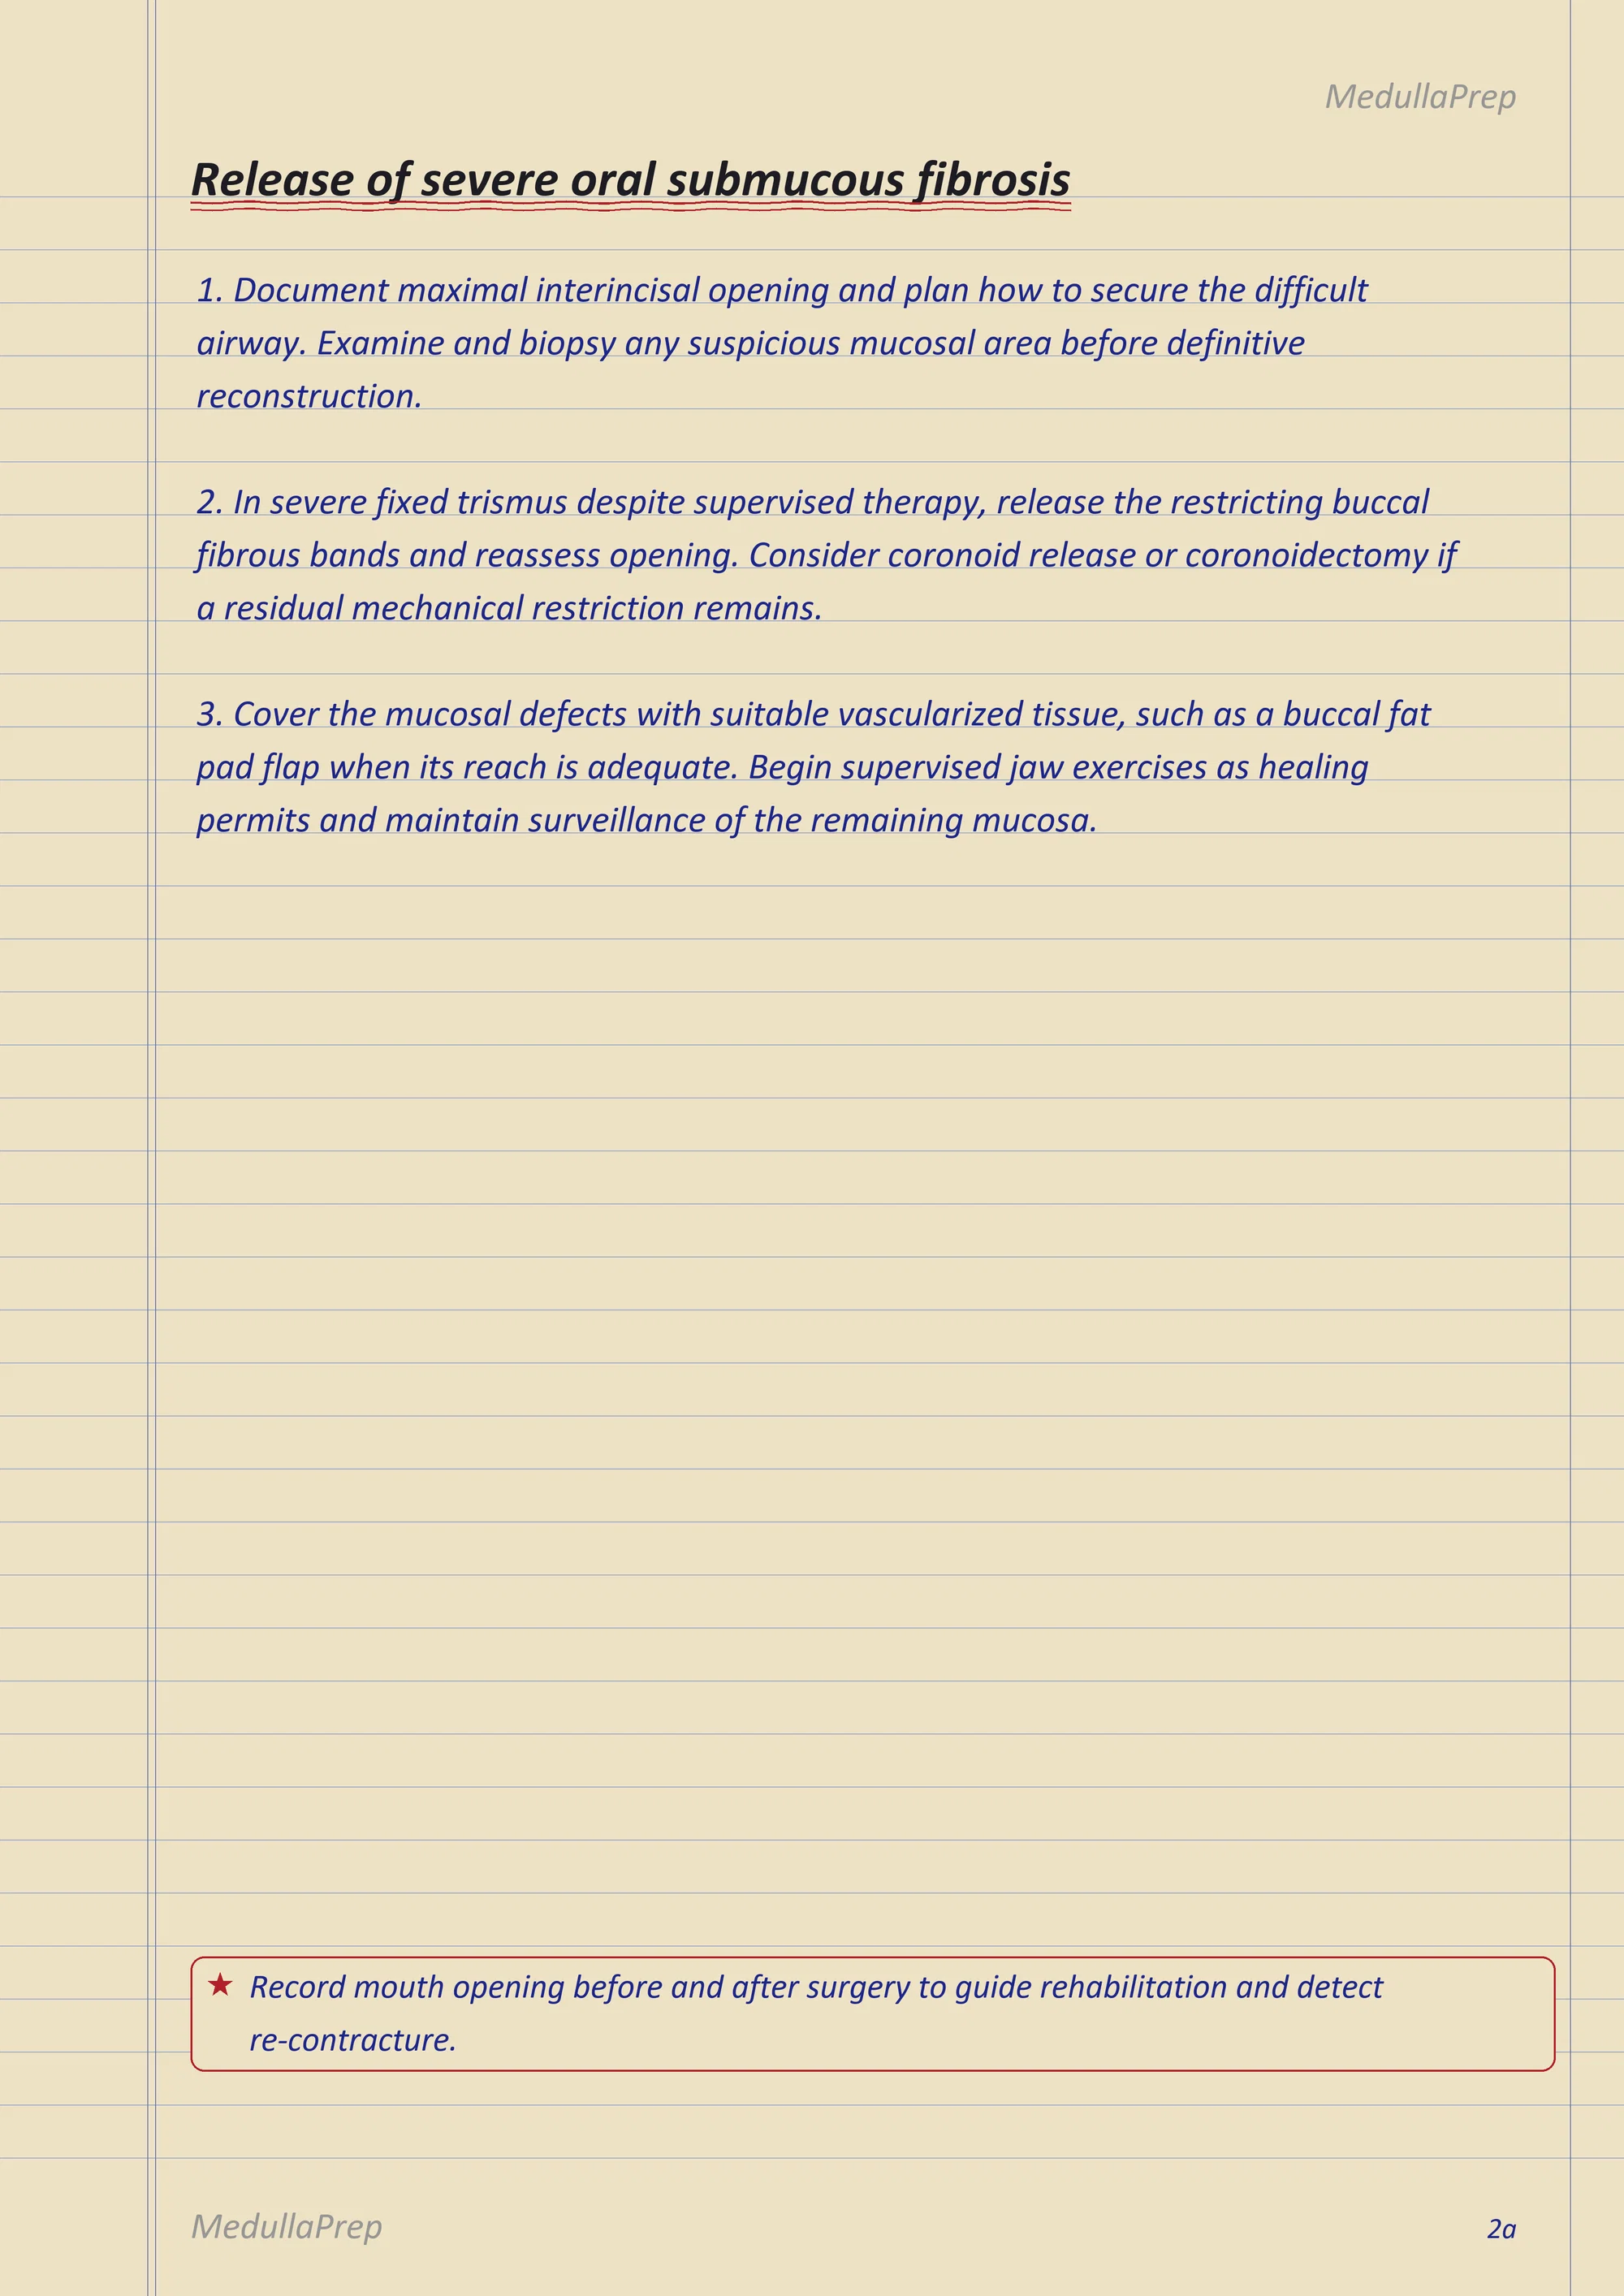 MedullaPrep
Release of severe oral submucous fibrosis
1. Document maximal interincisal opening and plan how to secure the difficult
airway. Examine and biopsy any suspicious mucosal area before definitive
reconstruction.
2. In severe fixed trismus despite supervised therapy, release the restricting buccal
fibrous bands and reassess opening. Consider coronoid release or coronoidectomy if
a residual mechanical restriction remains.
3. Cover the mucosal defects with suitable vascularized tissue, such as a buccal fat
pad flap when its reach is adequate. Begin supervised jaw exercises as healing
permits and maintain surveillance of the remaining mucosa.
★ Record mouth opening before and after surgery to guide rehabilitation and detect
re-contracture.
MedullaPrep
2a